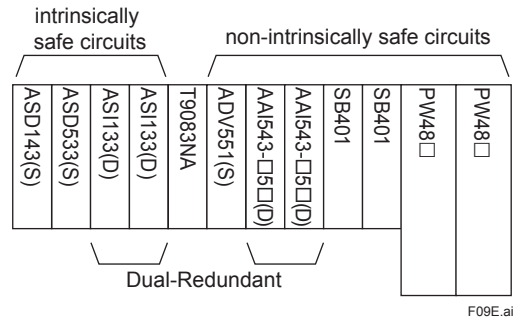 intrinsically
safe circuits
non-intrinsically safe circuits
ASD143(S)
ASD533(S)
ASI133(D)
ASI133(D)
T9083NA
ADV551(S)
AAI543-□5□(D)
AAI543-□5□(D)
SB401
SB401
PW48□
PW48□
Dual-Redundant
F09E.ai